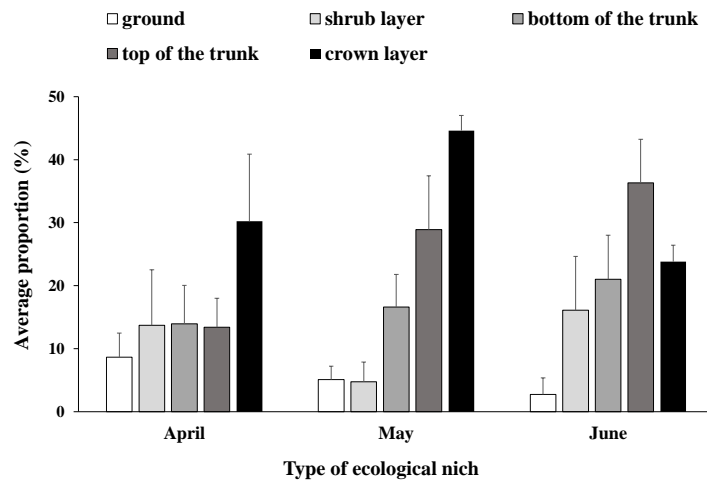 ground shrub layer bottom of the trunk
top of the trunk crown layer
Average proportion (%)
50
40
30
20
10
0
April May June
Type of ecological nich